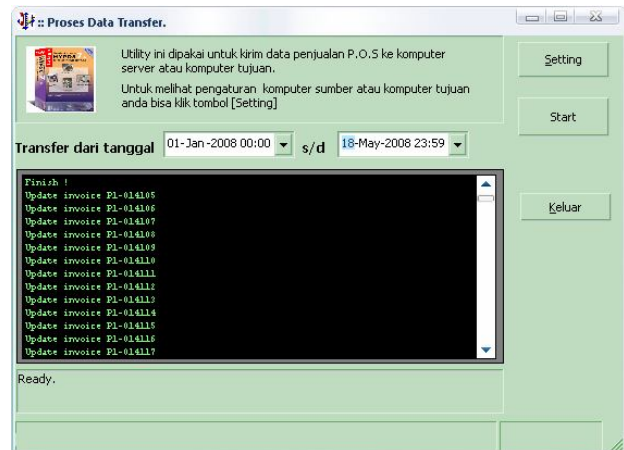 :: Proses Data Transfer.
Utility ini dipakai untuk kirim data penjualan P.O.S ke komputer
server atau komputer tujuan.
Untuk melihat pengaturan komputer sumber atau komputer tujuan
anda bisa klik tombol [Setting]
Setting
Start
Transfer dari tanggal 01-Jan-2008 00:00 s/d 18-May-2008 23:59
Keluar
Finish !
Update invoice P1-014105
Update invoice P1-014106
Update invoice P1-014107
Update invoice P1-014108
Update invoice P1-014109
Update invoice P1-014110
Update invoice P1-014111
Update invoice P1-014112
Update invoice P1-014113
Update invoice P1-014114
Update invoice P1-014115
Update invoice P1-014116
Update invoice P1-014117
Ready.